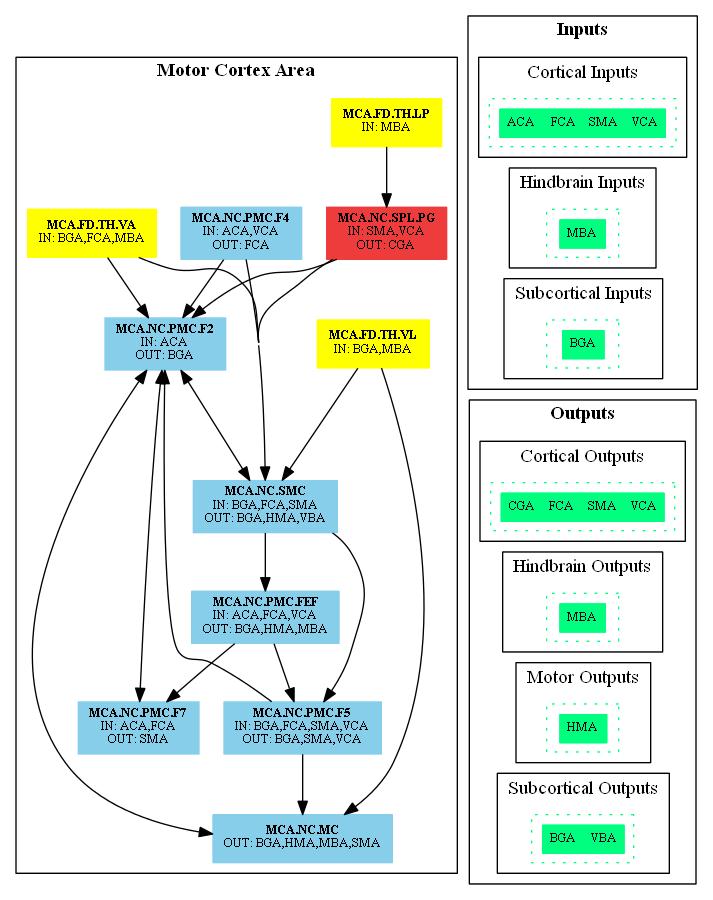 Motor Cortex Area
MCA.FD.TH.LP
IN: MBA
MCA.FD.TH.VA
IN: BGA,FCA,MBA
MCA.NC.PMC.F4
IN: ACA,VCA
OUT: FCA
MCA.NC.SPL.PG
IN: SMA,VCA
OUT: CGA
MCA.NC.PMC.F2
IN: ACA
OUT: BGA
MCA.FD.TH.VL
IN: BGA,MBA
MCA.NC.SMC
IN: BGA,FCA,SMA
OUT: BGA,HMA,VBA
MCA.NC.PMC.FEF
IN: ACA,FCA,VCA
OUT: BGA,HMA,MBA
MCA.NC.PMC.F7
IN: ACA,FCA
OUT: SMA
MCA.NC.PMC.F5
IN: BGA,FCA,SMA,VCA
OUT: BGA,SMA,VCA
MCA.NC.MC
OUT: BGA,HMA,MBA,SMA
Inputs
Cortical Inputs
ACA FCA SMA VCA
Hindbrain Inputs
MBA
Subcortical Inputs
BGA
Outputs
Cortical Outputs
CGA FCA SMA VCA
Hindbrain Outputs
MBA
Motor Outputs
HMA
Subcortical Outputs
BGA VBA